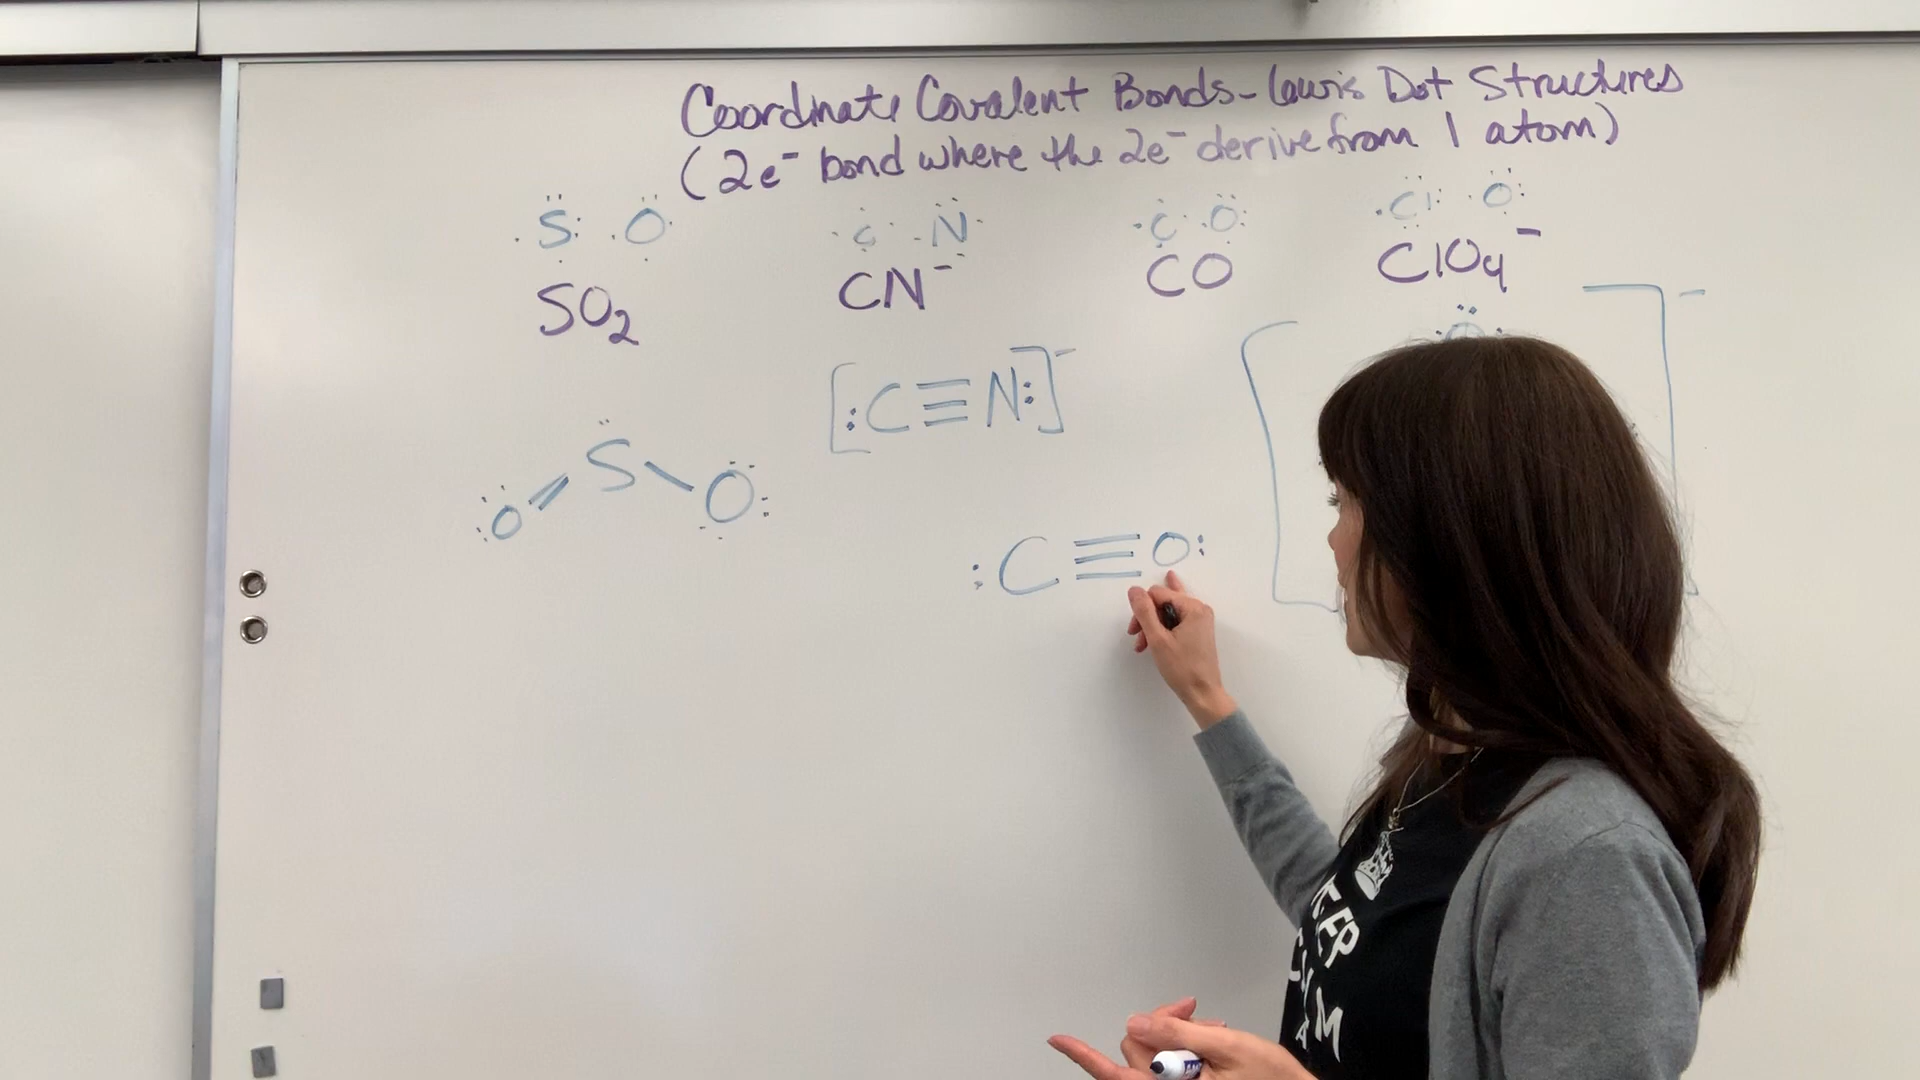 Coordinate Covalent Bonds - Lewis Dot Structures
(2e⁻ bond where the 2e⁻ derive from 1 atom)
S O
C N
C O
Cl O
SO₂
CN⁻
CO
ClO₄⁻
[:C≡N:]⁻
O=S-O
:C≡O: